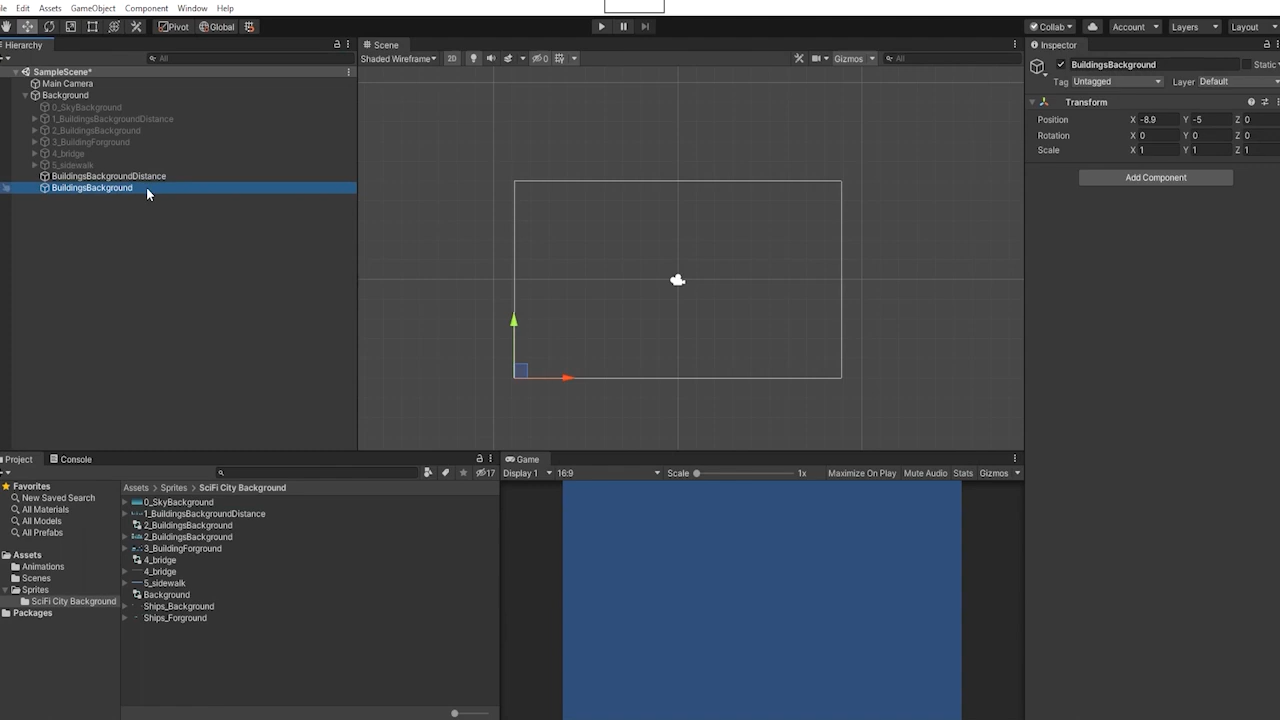 le Edit Assets GameObject Component Window Help
Pivot Global Collab Account Layers Layout
Hierarchy
All
SampleScene*
Main Camera
Background
0_SkyBackground
1_BuildingsBackgroundDistance
2_BuildingsBackground
3_BuildingForground
4_bridge
5_sidewalk
BuildingsBackgroundDistance
BuildingsBackground
Scene
Shaded Wireframe 2D 0 Gizmos All
Inspector
BuildingsBackground Static
Tag Untagged Layer Default
Transform
Position X -8.9 Y -5 Z 0
Rotation X 0 Y 0 Z 0
Scale X 1 Y 1 Z 1
Add Component
Project Console
17
Favorites
New Saved Search
All Materials
All Models
All Prefabs
Assets
Animations
Scenes
Sprites
SciFi City Background
Packages
Assets Sprites SciFi City Background
0_SkyBackground
1_BuildingsBackgroundDistance
2_BuildingsBackground
2_BuildingsBackground
3_BuildingForground
4_bridge
4_bridge
5_sidewalk
Background
Ships_Background
Ships_Forground
Game
Display 1 16:9 Scale 1x Maximize On Play Mute Audio Stats Gizmos